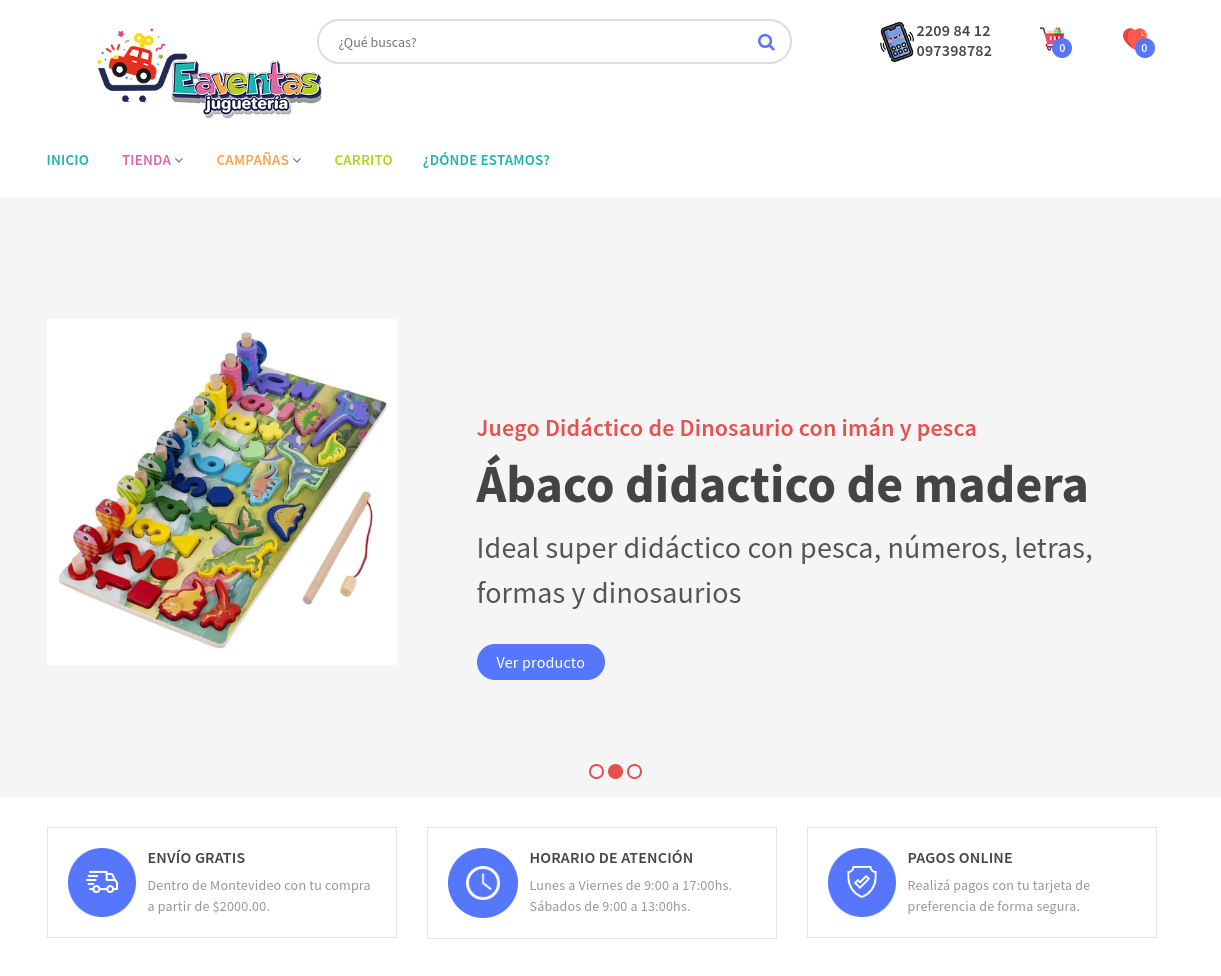 Eaventas
juguetería
¿Qué buscas?
2209 84 12
097398782
0
0
INICIO TIENDA CAMPAÑAS CARRITO ¿DÓNDE ESTAMOS?
Juego Didáctico de Dinosaurio con imán y pesca
Ábaco didactico de madera
Ideal super didáctico con pesca, números, letras,
formas y dinosaurios
Ver producto
ENVÍO GRATIS
Dentro de Montevideo con tu compra
a partir de $2000.00.
HORARIO DE ATENCIÓN
Lunes a Viernes de 9:00 a 17:00hs.
Sábados de 9:00 a 13:00hs.
PAGOS ONLINE
Realizá pagos con tu tarjeta de
preferencia de forma segura.